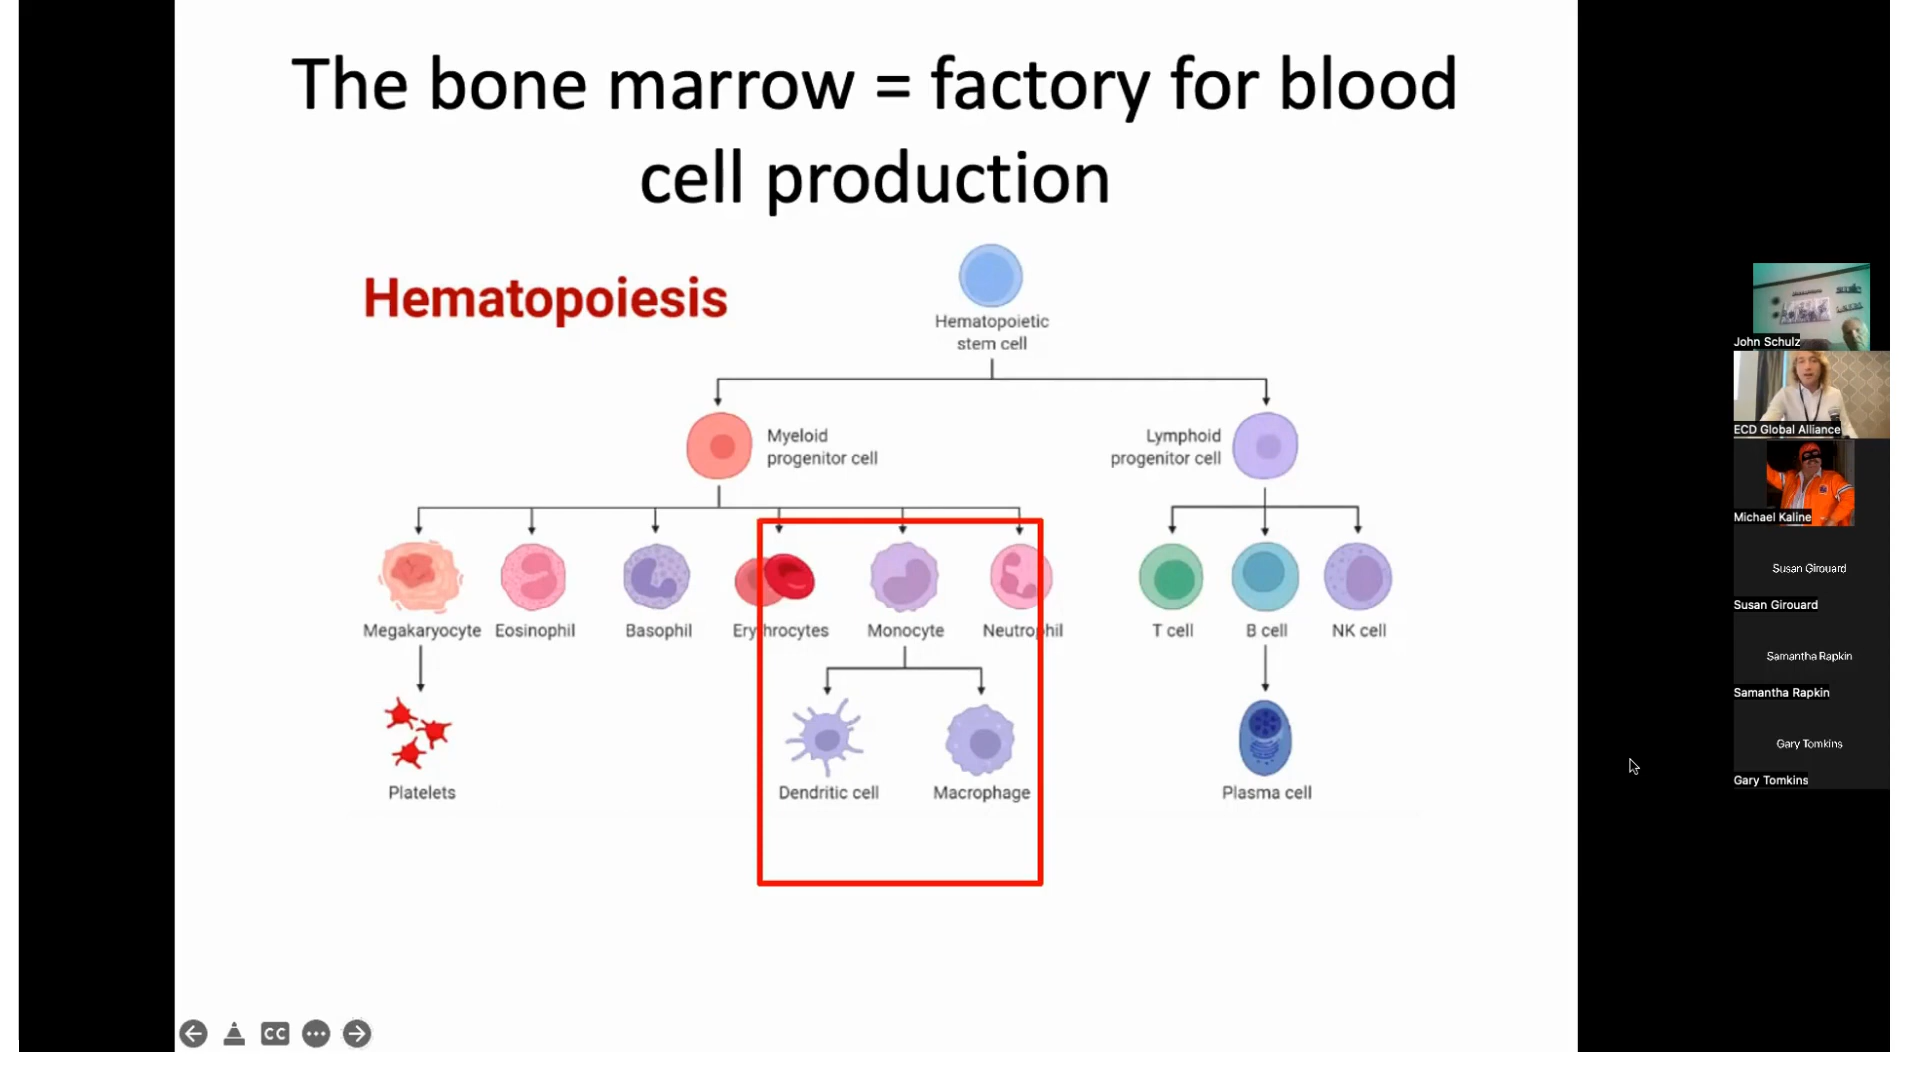 The bone marrow = factory for blood
cell production
Hematopoiesis
Hematopoietic
stem cell
Myeloid
progenitor cell
Lymphoid
progenitor cell
Megakaryocyte
Eosinophil
Basophil
Erythrocytes
Monocyte
Neutrophil
T cell
B cell
NK cell
Platelets
Dendritic cell
Macrophage
Plasma cell
CC
John Schulz
ECD Global Alliance
Michael Kaline
Susan Girouard
Susan Girouard
Samantha Rapkin
Samantha Rapkin
Gary Tomkins
Gary Tomkins